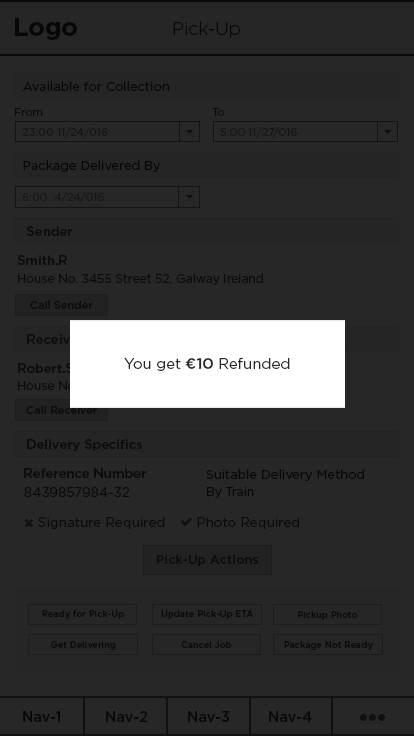 Logo
Pick-Up
Available for Collection
From To
23:00 11/24/016 5:00 11/27/016
Package Delivered By
6:00 4/24/016
Sender
Smith.R
House No. 3455 Street 52, Galway Ireland
Call Sender
Robert.S
House No
Call Receiver
You get €10 Refunded
Delivery Specifics
Reference Number Suitable Delivery Method
8439857984-32 By Train
✖ Signature Required ✔ Photo Required
Pick-Up Actions
Ready for Pick-Up Update Pick-Up ETA Pickup Photo
Get Delivering Cancel Job Package Not Ready
Nav-1 Nav-2 Nav-3 Nav-4